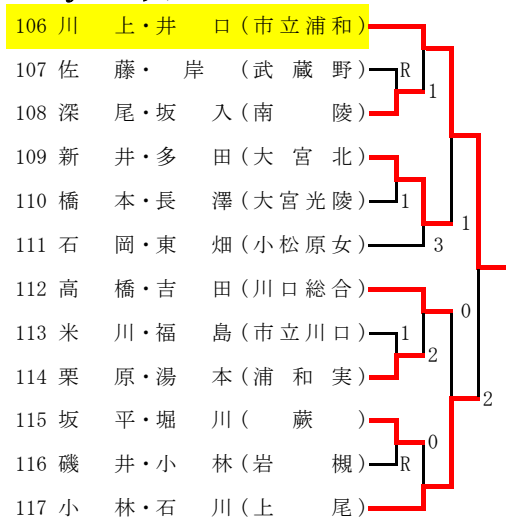 106 川 上・井 口(市立浦和)
107 佐 藤・ 岸 (武 蔵 野)
R
1
108 深 尾・坂 入(南 陵)
109 新 井・多 田(大 宮 北)
110 橋 本・長 澤(大宮光陵)
1
1
111 石 岡・東 畑(小松原女)
3
112 高 橋・吉 田(川口総合)
0
113 米 川・福 島(市立川口)
1
2
114 栗 原・湯 本(浦 和 実)
2
115 坂 平・堀 川( 蕨 )
0
116 磯 井・小 林(岩 槻)
R
117 小 林・石 川(上 尾)